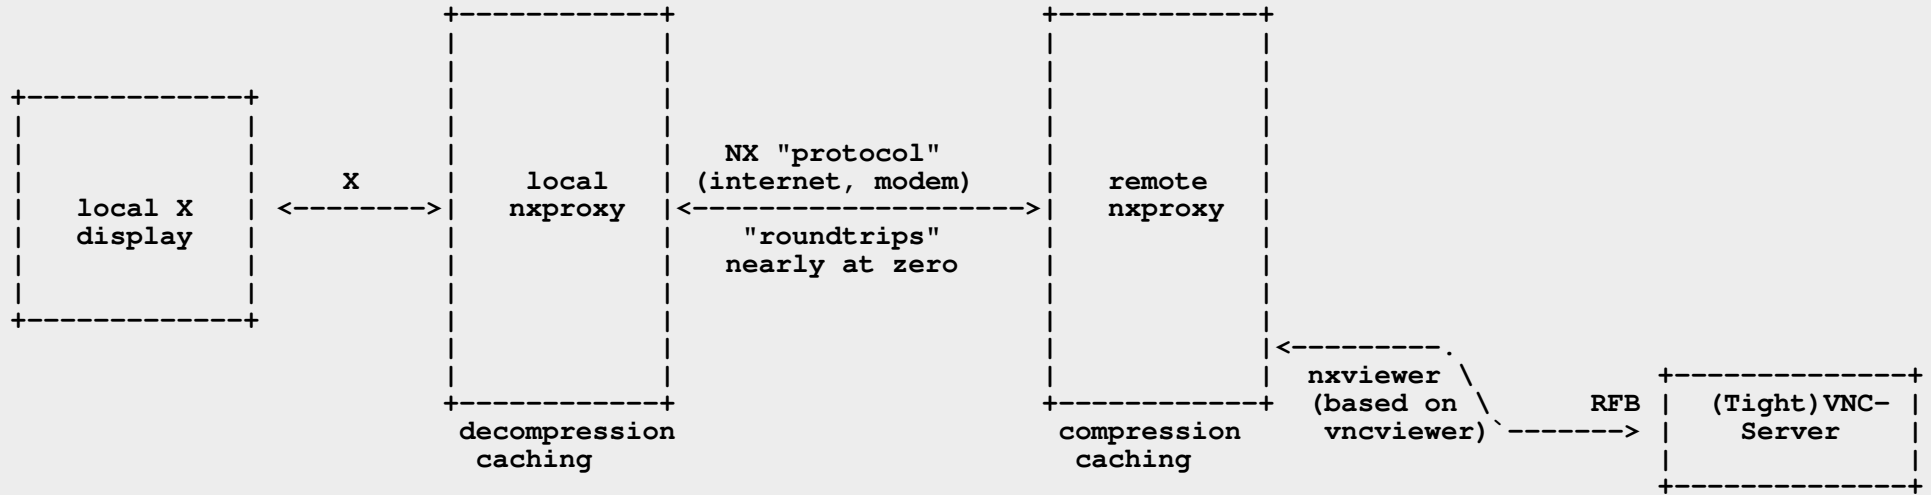 X
local X
display
local
nxproxy
decompression
caching
NX "protocol"
(internet, modem)
"roundtrips"
nearly at zero
remote
nxproxy
compression
caching
nxviewer
(based on
vncviewer)
RFB
(Tight)VNC-
Server